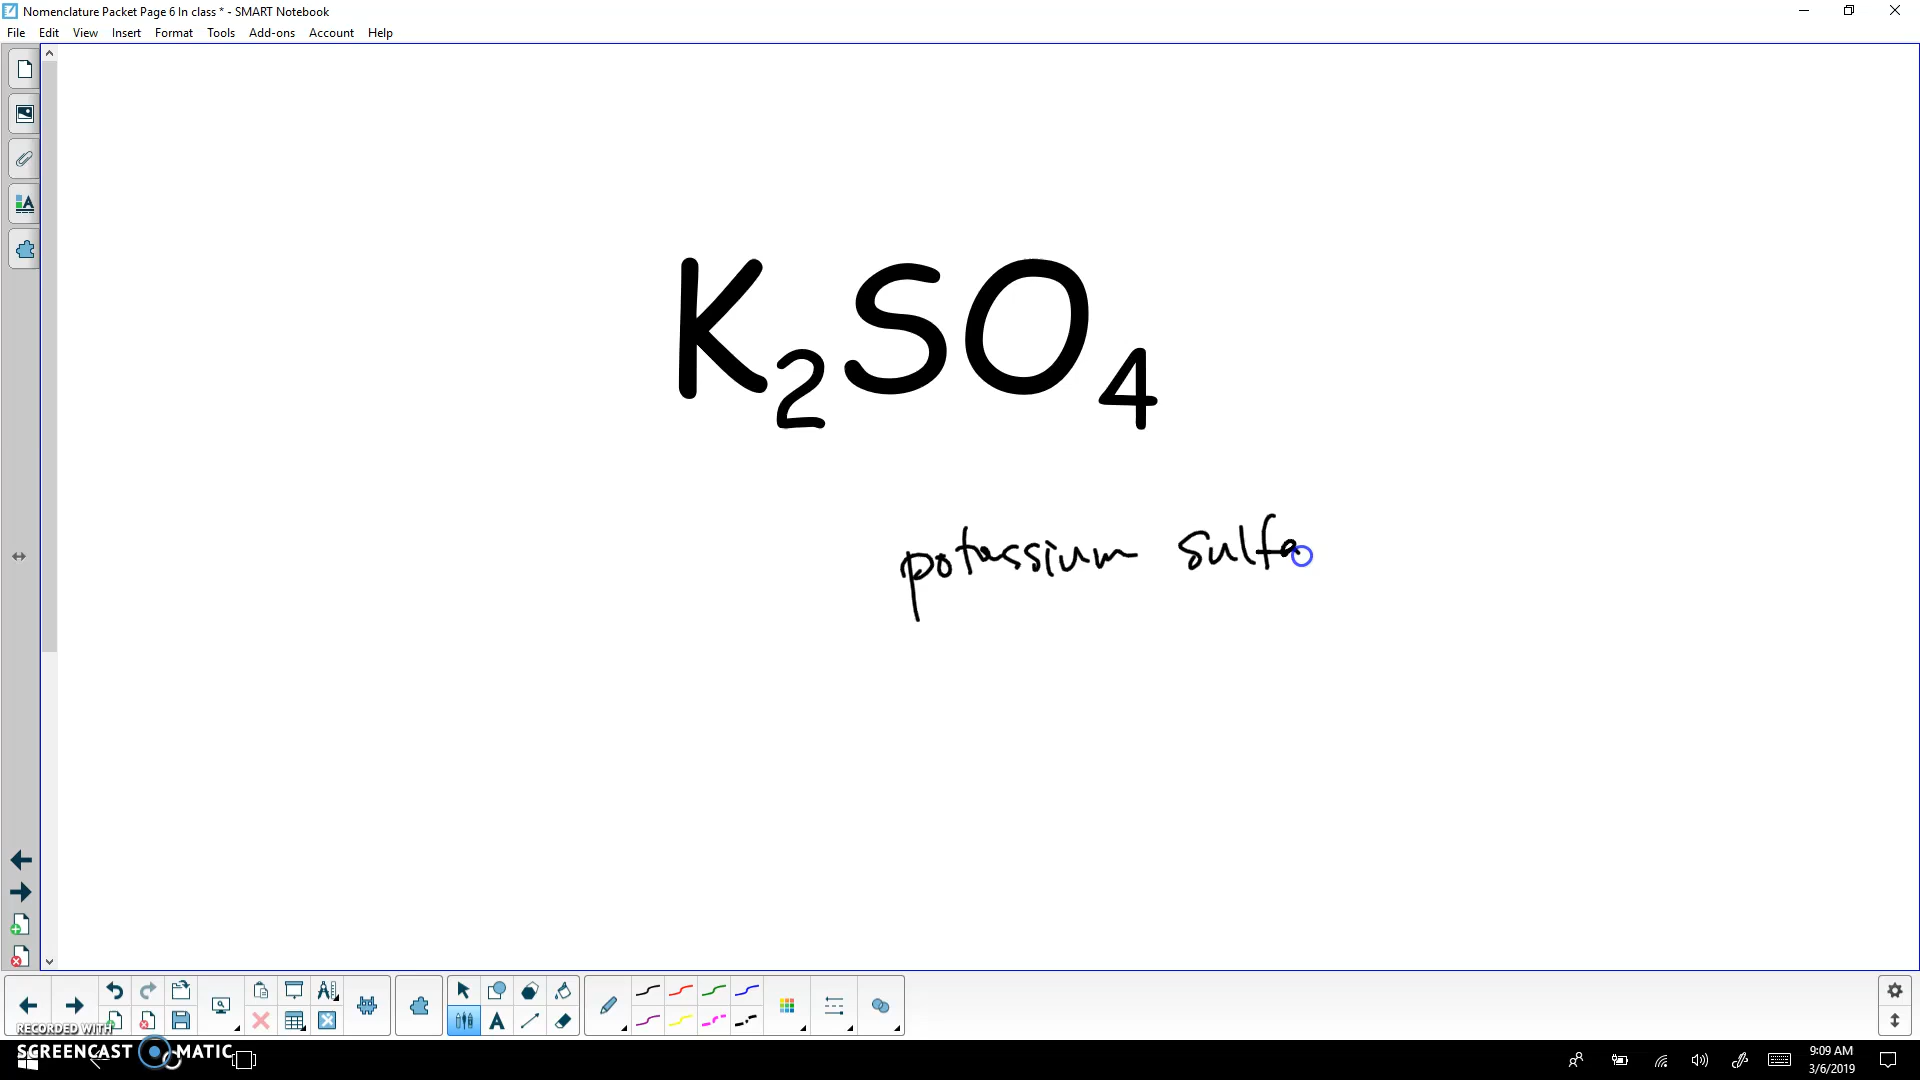 Nomenclature Packet Page 6 In class * - SMART Notebook
File Edit View Insert Format Tools Add-ons Account Help
K₂SO₄
potassium sulfa
RECORDED WITH
SCREENCAST MATIC
9:09 AM
3/6/2019